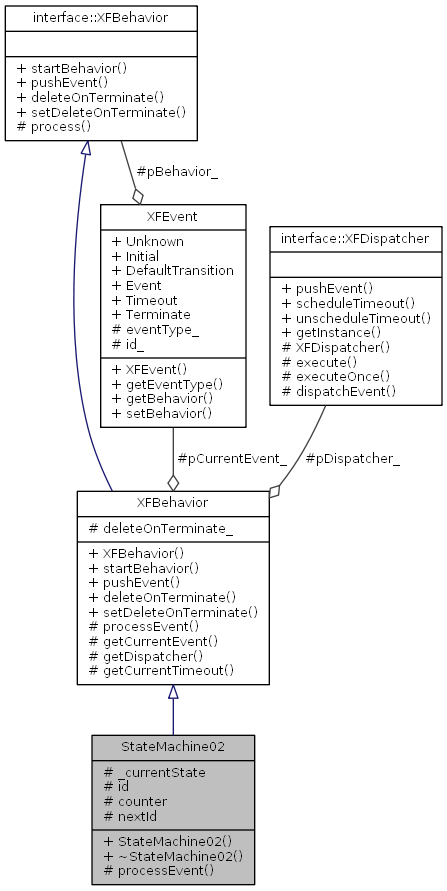 interface::XFBehavior
+ startBehavior()
+ pushEvent()
+ deleteOnTerminate()
+ setDeleteOnTerminate()
# process()
#pBehavior_
XFEvent
+ Unknown
+ Initial
+ DefaultTransition
+ Event
+ Timeout
+ Terminate
# eventType_
# id_
+ XFEvent()
+ getEventType()
+ getBehavior()
+ setBehavior()
interface::XFDispatcher
+ pushEvent()
+ scheduleTimeout()
+ unscheduleTimeout()
+ getInstance()
# XFDispatcher()
# execute()
# executeOnce()
# dispatchEvent()
#pCurrentEvent_
#pDispatcher_
XFBehavior
# deleteOnTerminate_
+ XFBehavior()
+ startBehavior()
+ pushEvent()
+ deleteOnTerminate()
+ setDeleteOnTerminate()
# processEvent()
# getCurrentEvent()
# getDispatcher()
# getCurrentTimeout()
StateMachine02
# _currentState
# id
# counter
# nextId
+ StateMachine02()
+ ~StateMachine02()
# processEvent()